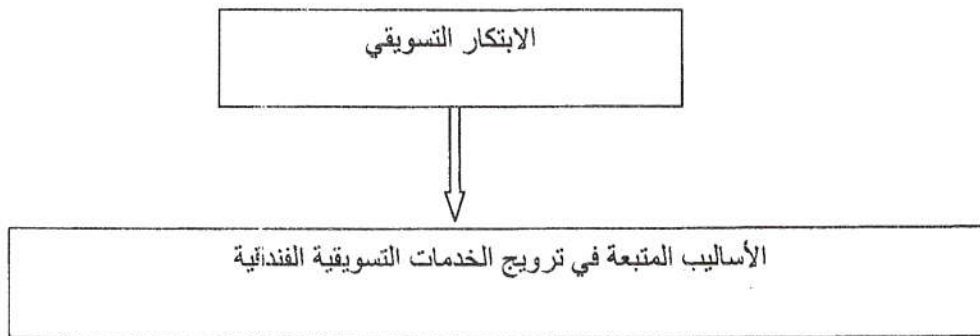 الابتكار التسويقي
الأساليب المتبعة في ترويج الخدمات التسويقية الفندقية